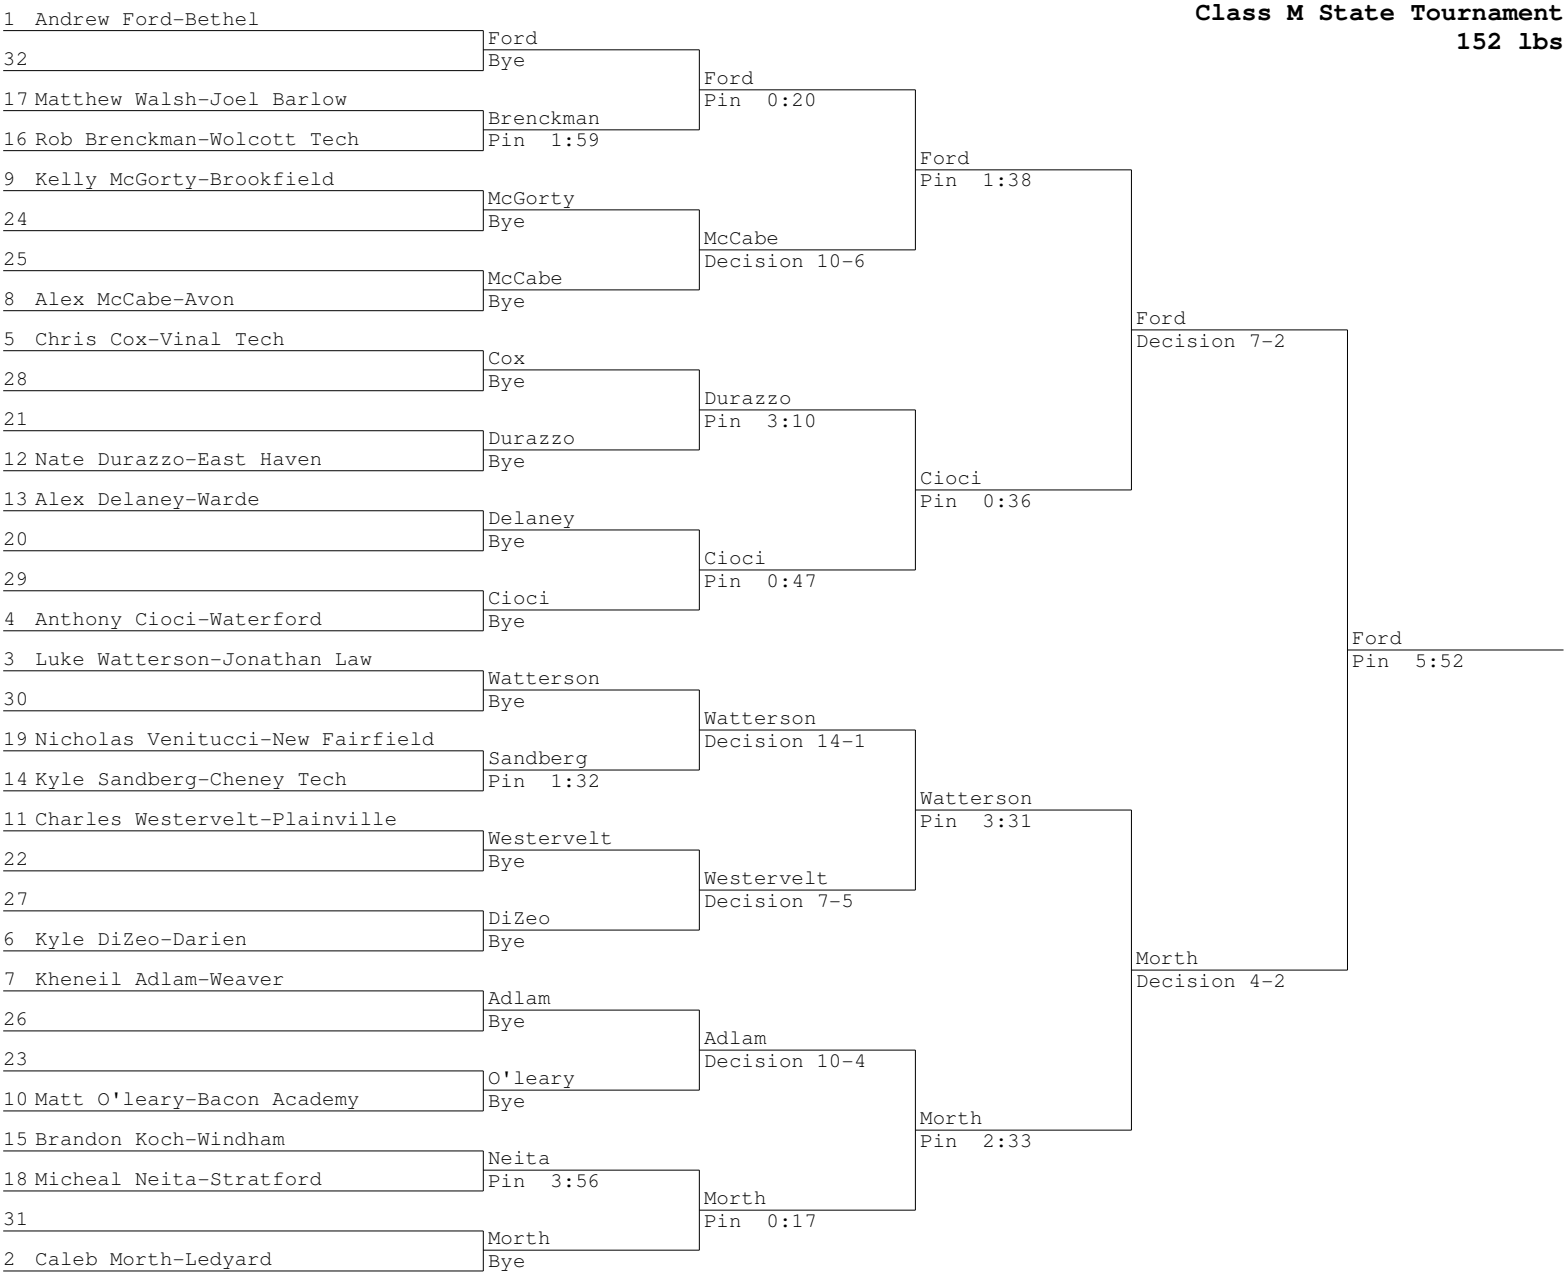 Class M State Tournament
152 lbs
1 Andrew Ford-Bethel
32
17 Matthew Walsh-Joel Barlow
16 Rob Brenckman-Wolcott Tech
9 Kelly McGorty-Brookfield
24
25
8 Alex McCabe-Avon
5 Chris Cox-Vinal Tech
28
21
12 Nate Durazzo-East Haven
13 Alex Delaney-Warde
20
29
4 Anthony Cioci-Waterford
3 Luke Watterson-Jonathan Law
30
19 Nicholas Venitucci-New Fairfield
14 Kyle Sandberg-Cheney Tech
11 Charles Westervelt-Plainville
22
27
6 Kyle DiZeo-Darien
7 Kheneil Adlam-Weaver
26
23
10 Matt O'leary-Bacon Academy
15 Brandon Koch-Windham
18 Micheal Neita-Stratford
31
2 Caleb Morth-Ledyard
Ford
Bye
Brenckman
Pin 1:59
McGorty
Bye
McCabe
Bye
Cox
Bye
Durazzo
Bye
Delaney
Bye
Cioci
Bye
Watterson
Bye
Sandberg
Pin 1:32
Westervelt
Bye
DiZeo
Bye
Adlam
Bye
O'leary
Bye
Neita
Pin 3:56
Morth
Bye
Ford
Pin 0:20
McCabe
Decision 10-6
Durazzo
Pin 3:10
Cioci
Pin 0:47
Watterson
Decision 14-1
Westervelt
Decision 7-5
Adlam
Decision 10-4
Morth
Pin 0:17
Ford
Pin 1:38
Cioci
Pin 0:36
Watterson
Pin 3:31
Morth
Pin 2:33
Ford
Decision 7-2
Morth
Decision 4-2
Ford
Pin 5:52